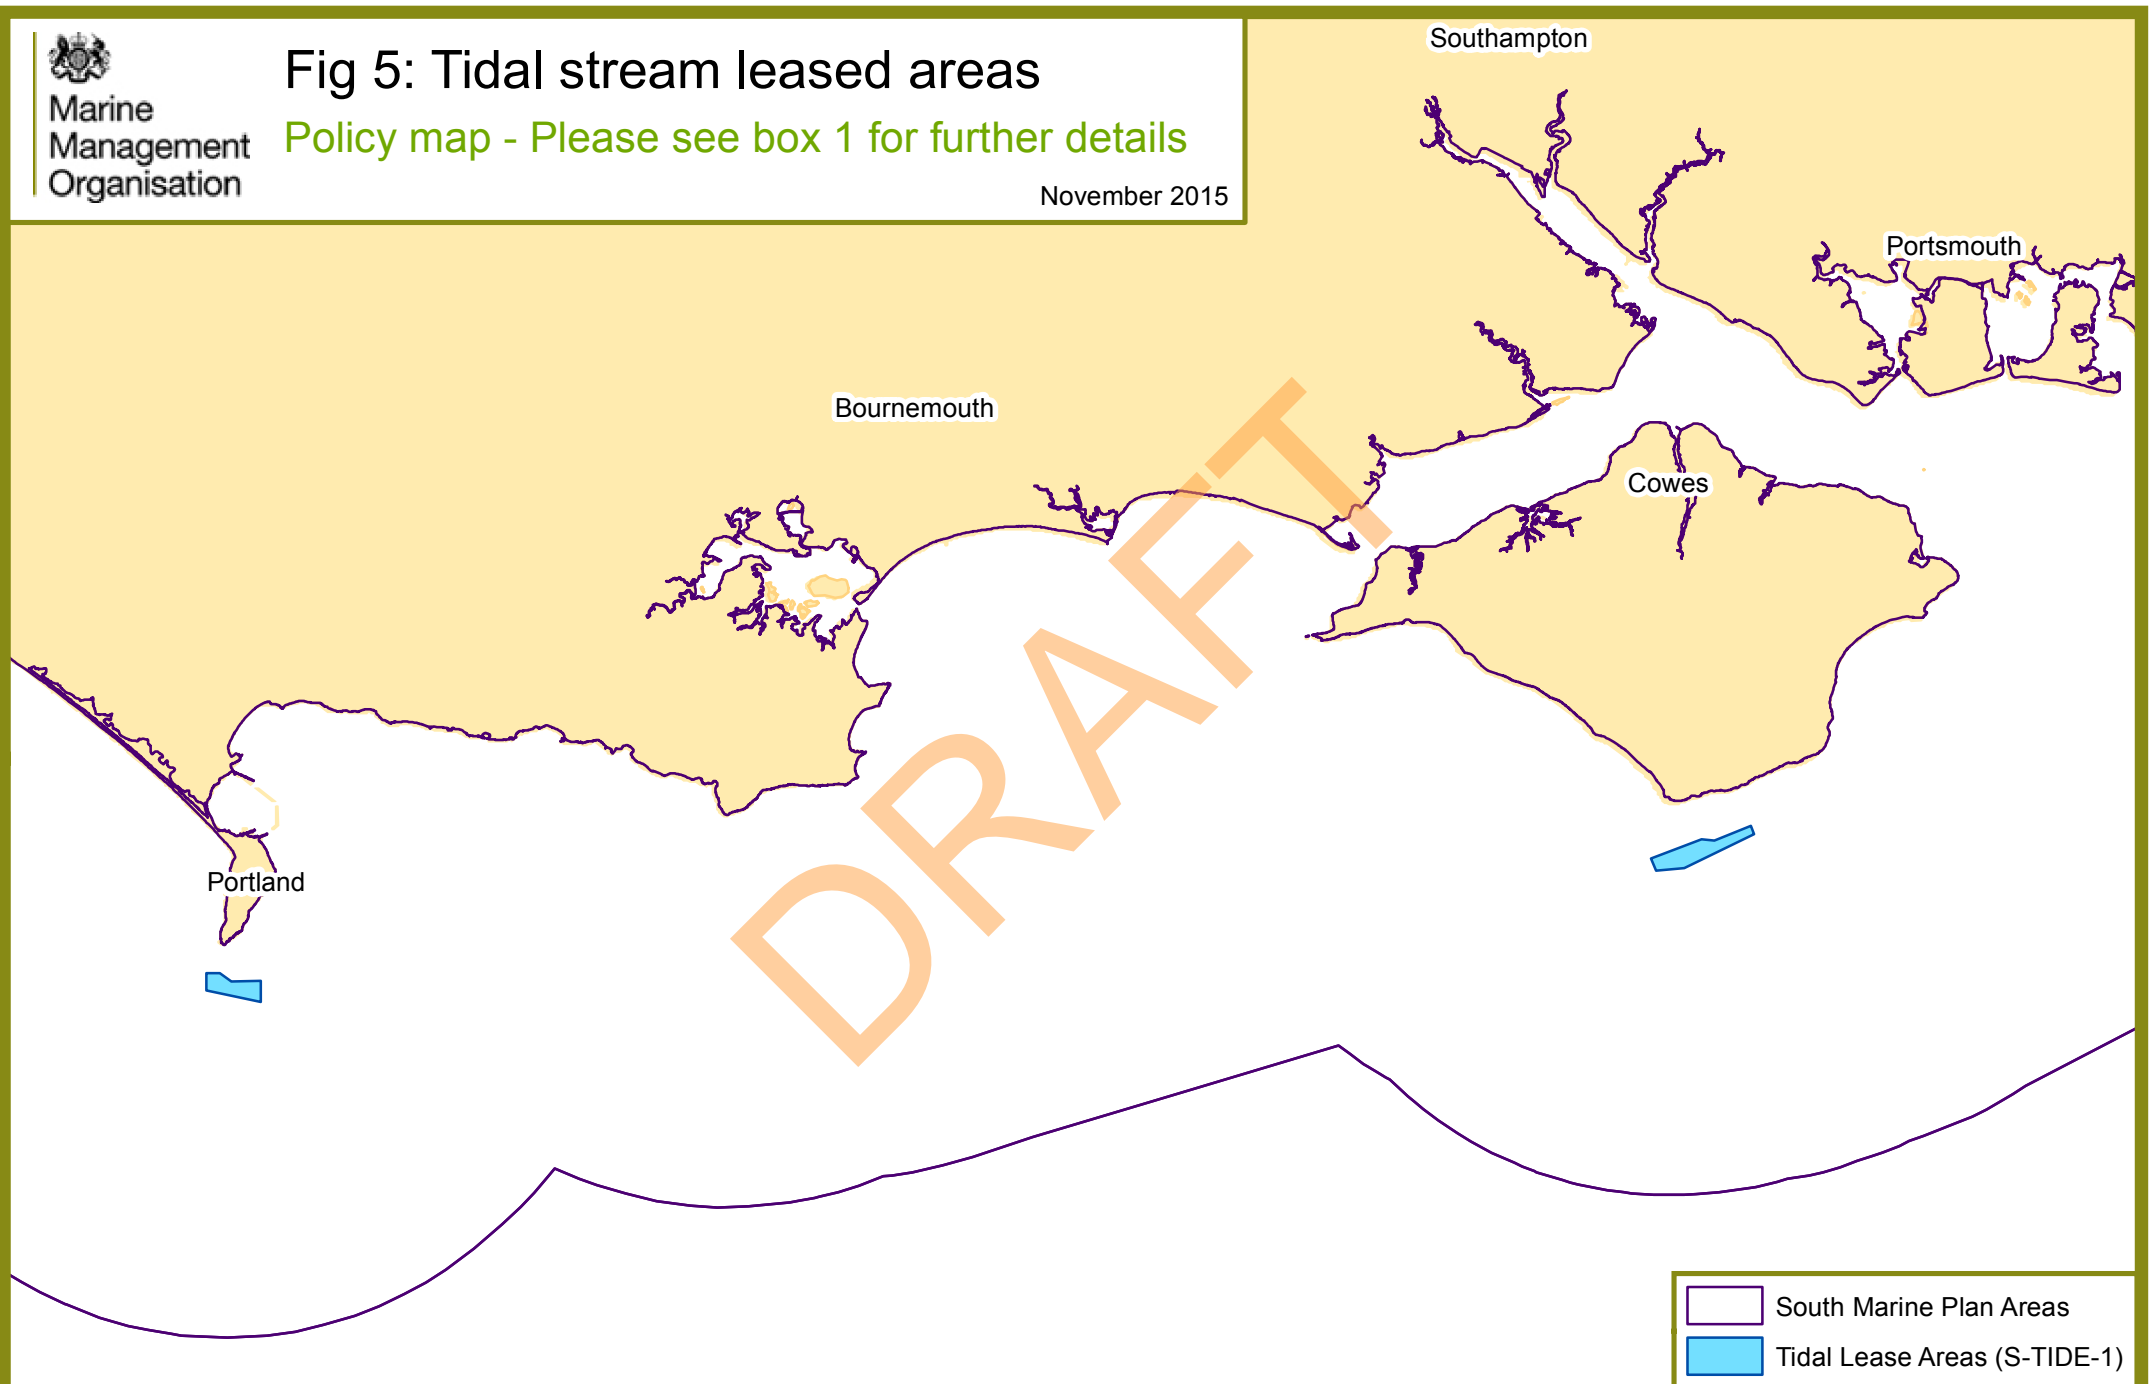 Marine
Management
Organisation
Fig 5: Tidal stream leased areas
Policy map - Please see box 1 for further details
November 2015
Southampton
Portsmouth
Bournemouth
Cowes
Portland
DRAFT
South Marine Plan Areas
Tidal Lease Areas (S-TIDE-1)